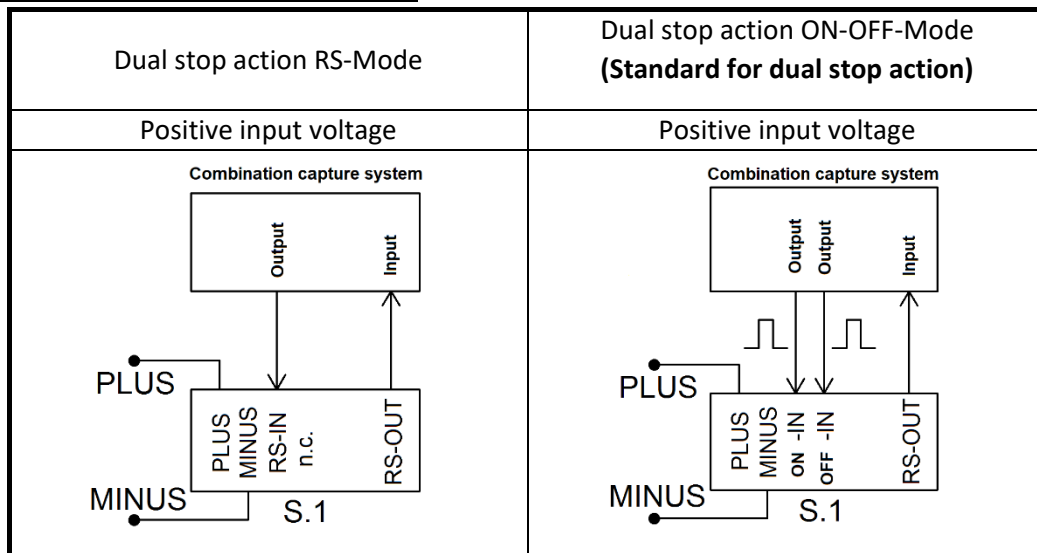 Dual stop action RS-Mode
Dual stop action ON-OFF-Mode
(Standard for dual stop action)
Positive input voltage
Positive input voltage
Combination capture system
Output
Input
PLUS
PLUS
MINUS
RS-IN
n.c.
RS-OUT
MINUS
S.1
Combination capture system
Output
Output
Input
PLUS
PLUS
MINUS
ON -IN
OFF -IN
RS-OUT
MINUS
S.1